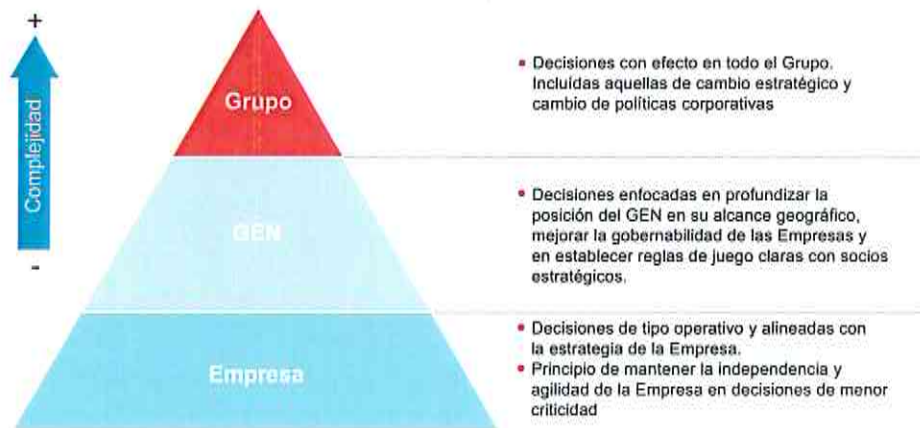 +
Complejidad
-
Grupo
• Decisiones con efecto en todo el Grupo.
Incluídas aquellas de cambio estratégico y
cambio de políticas corporativas
GEN
• Decisiones enfocadas en profundizar la
posición del GEN en su alcance geográfico,
mejorar la gobernabilidad de las Empresas y
en establecer reglas de juego claras con socios
estratégicos.
Empresa
• Decisiones de tipo operativo y alineadas con
la estrategia de la Empresa.
• Principio de mantener la independencia y
agilidad de la Empresa en decisiones de menor
criticidad